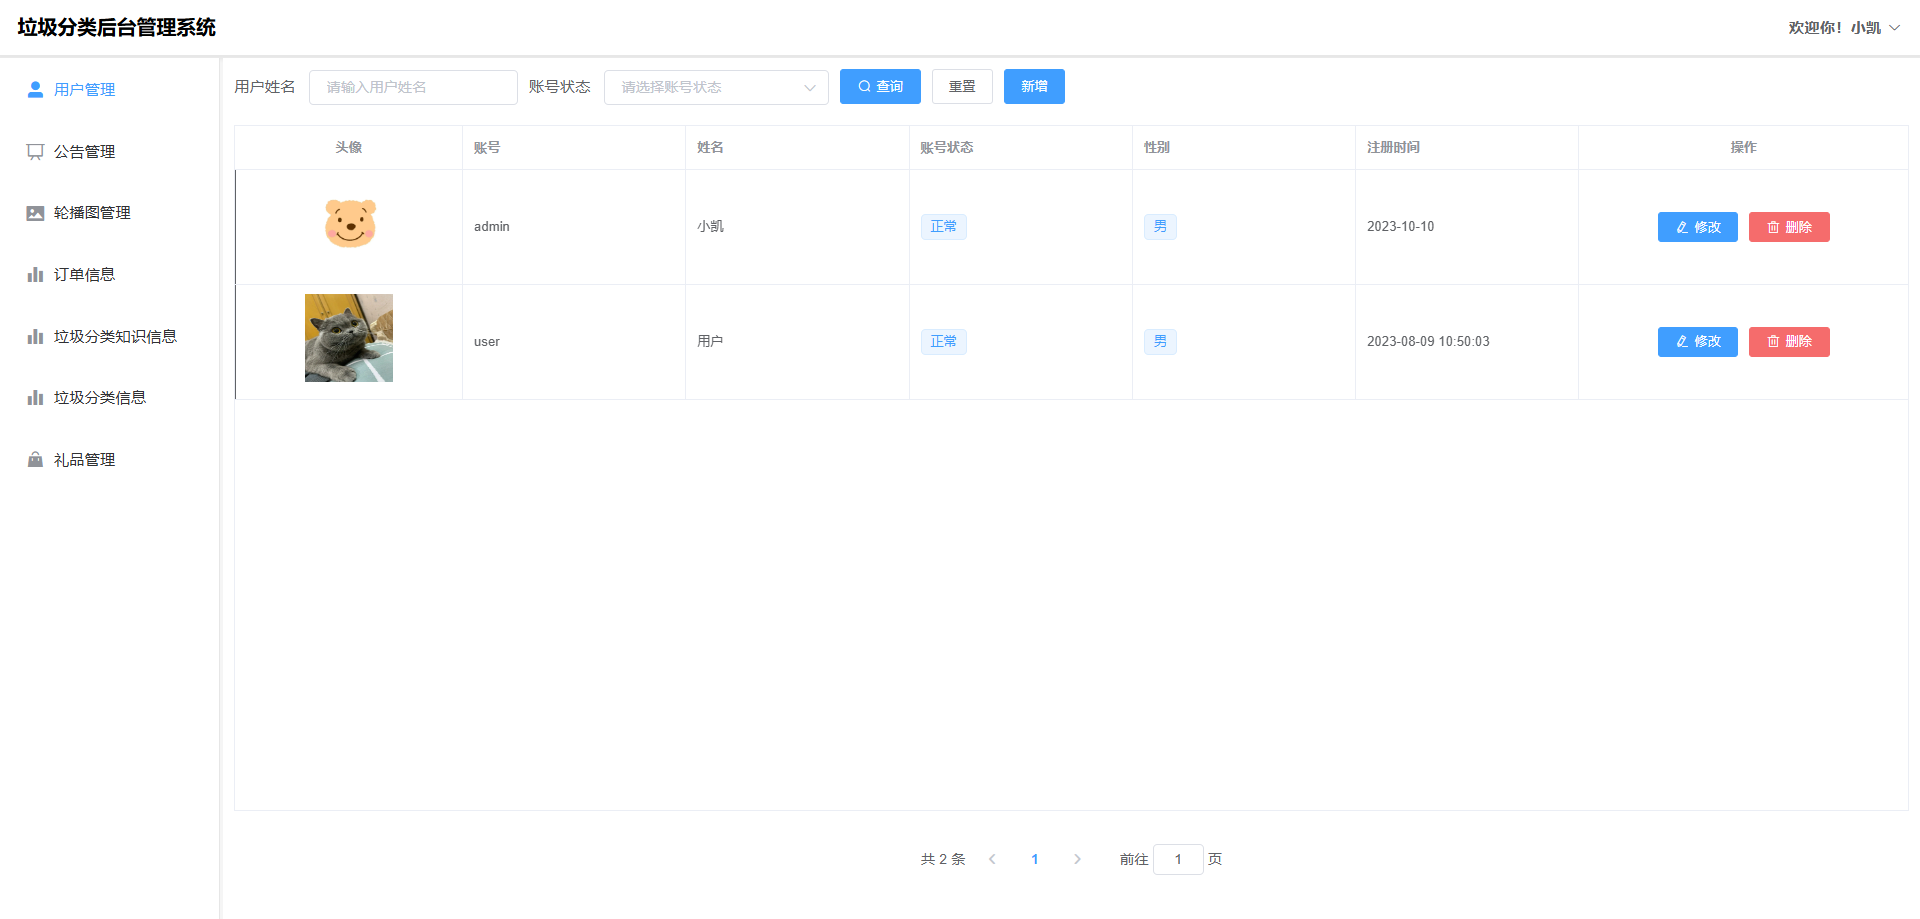 垃圾分类后台管理系统
欢迎你！小凯
用户管理
公告管理
轮播图管理
订单信息
垃圾分类知识信息
垃圾分类信息
礼品管理
用户姓名 请输入用户姓名 账号状态 请选择账号状态 查询 重置 新增
头像 账号 姓名 账号状态 性别 注册时间 操作
admin 小凯 正常 男 2023-10-10 修改 删除
user 用户 正常 男 2023-08-09 10:50:03 修改 删除
共 2 条 1 前往 1 页